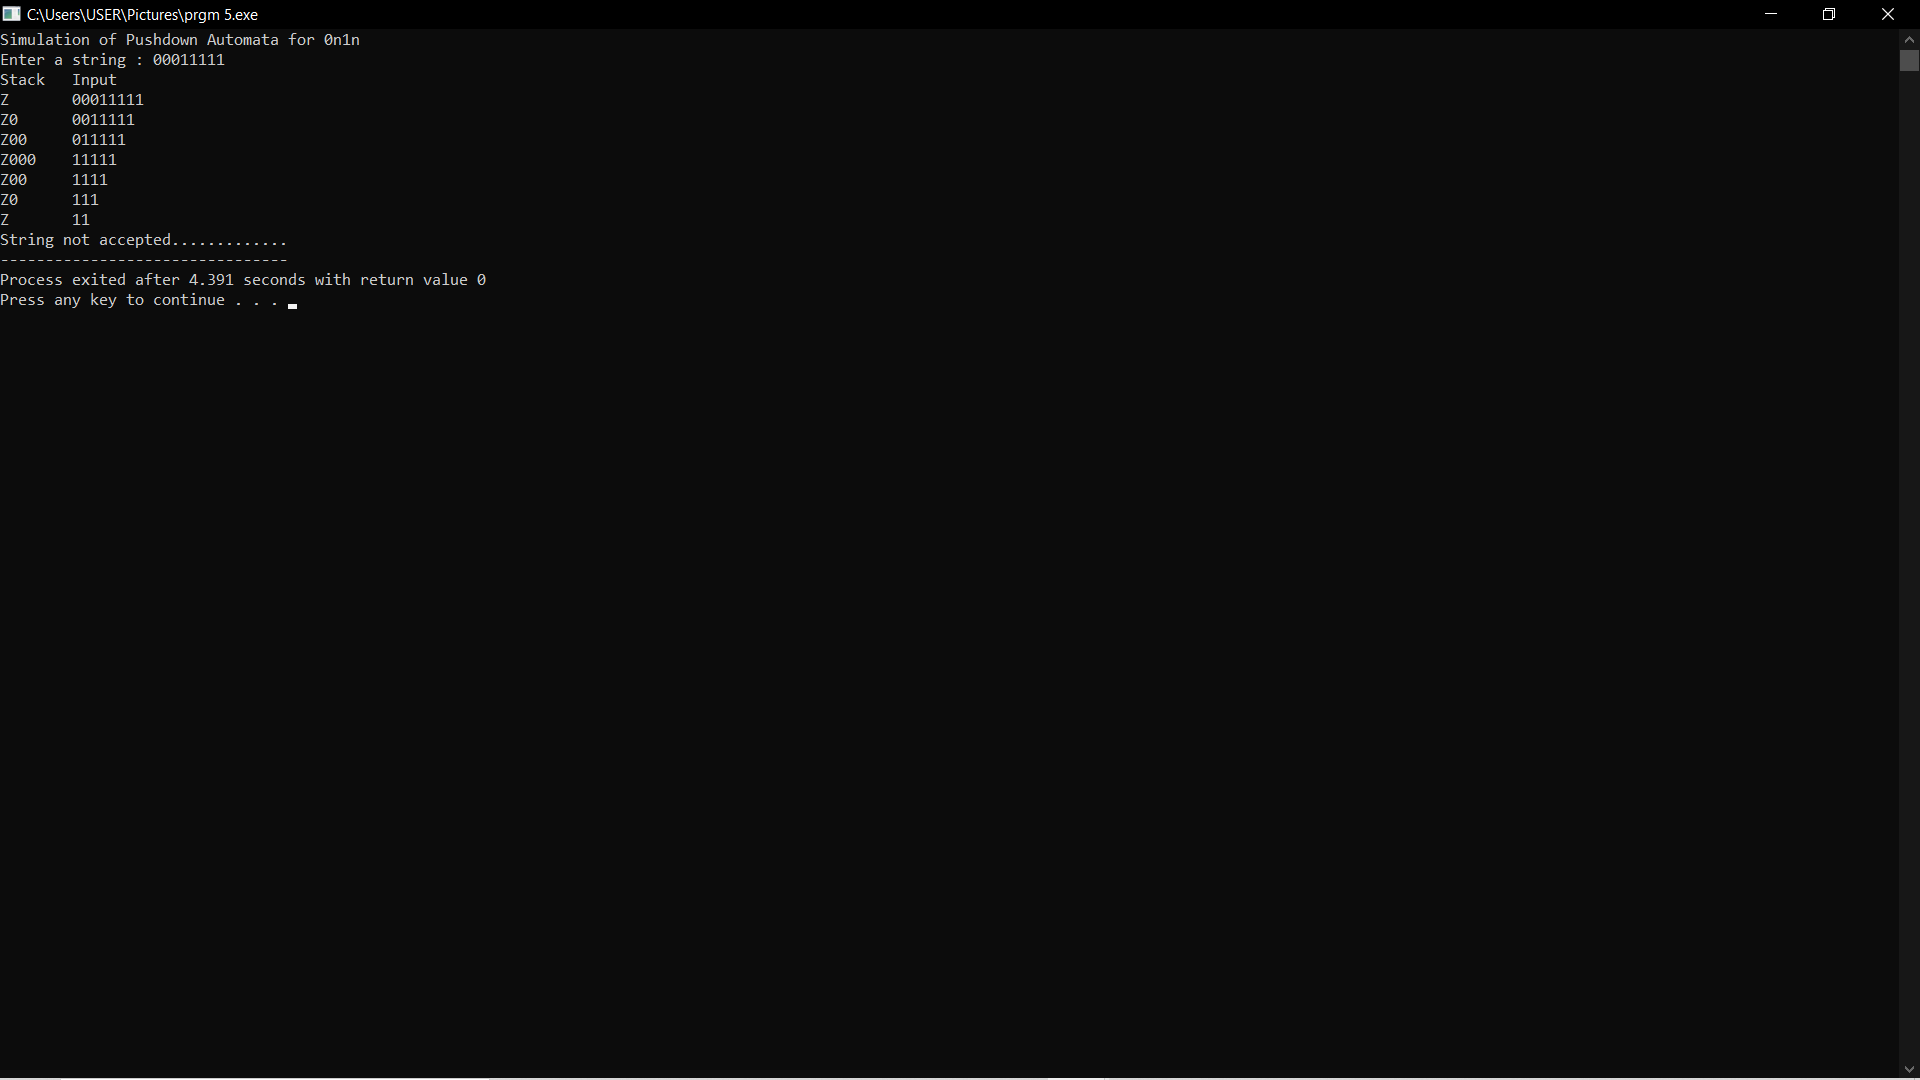 C:\Users\USER\Pictures\prgm 5.exe
Simulation of Pushdown Automata for 0n1n
Enter a string : 00011111
Stack   Input
Z       00011111
Z0      0011111
Z00     011111
Z000    11111
Z00     1111
Z0      111
Z       11
String not accepted.............
--------------------------------
Process exited after 4.391 seconds with return value 0
Press any key to continue . . .